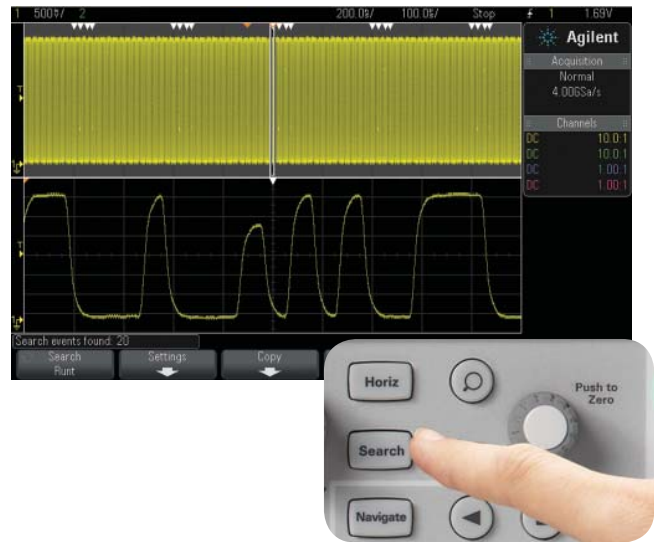 1 500℧/ 2 200.0℥/ 100.0℥/ Stop 1 1.69V
Agilent
Acquisition
Normal
4.00GSa/s
Channels
DC 10.0:1
DC 10.0:1
DC 1.00:1
DC 1.00:1
T
T
Search events found: 20
Search
Runt
Settings
Copy
Horiz
Push to
Zero
Search
Navigate